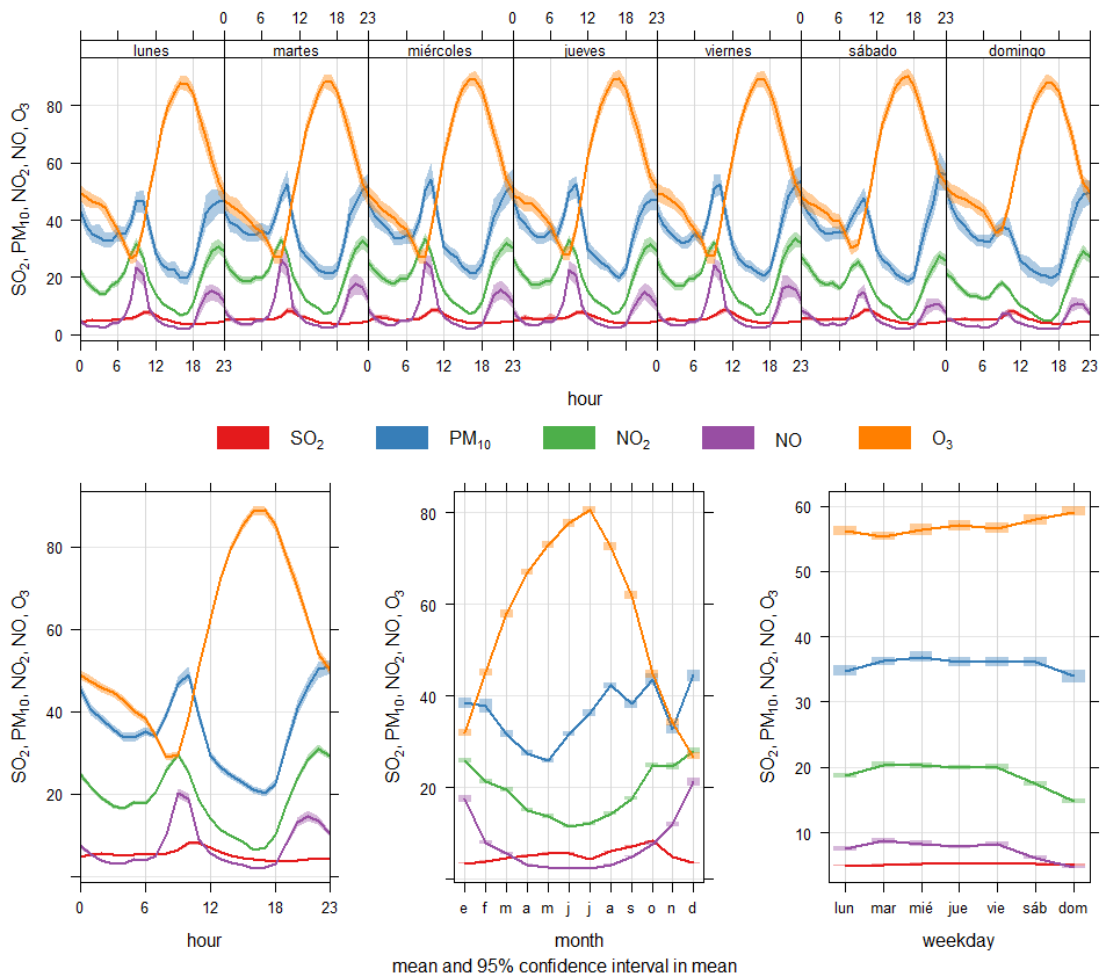 0 6 12 18 23 0 6 12 18 23 0 6 12 18 23
lunes martes miércoles jueves viernes sábado domingo
SO₂, PM₁₀, NO₂, NO, O₃
80
60
40
20
0
0 6 12 18 23 0 6 12 18 23 0 6 12 18 23 0 6 12 18 23
hour
SO₂ PM₁₀ NO₂ NO O₃
SO₂, PM₁₀, NO₂, NO, O₃
80
60
40
20
0 6 12 18 23
hour
SO₂, PM₁₀, NO₂, NO, O₃
80
60
40
20
e f m a m j j a s o n d
month
SO₂, PM₁₀, NO₂, NO, O₃
60
50
40
30
20
10
lun mar mié jue vie sáb dom
weekday
mean and 95% confidence interval in mean